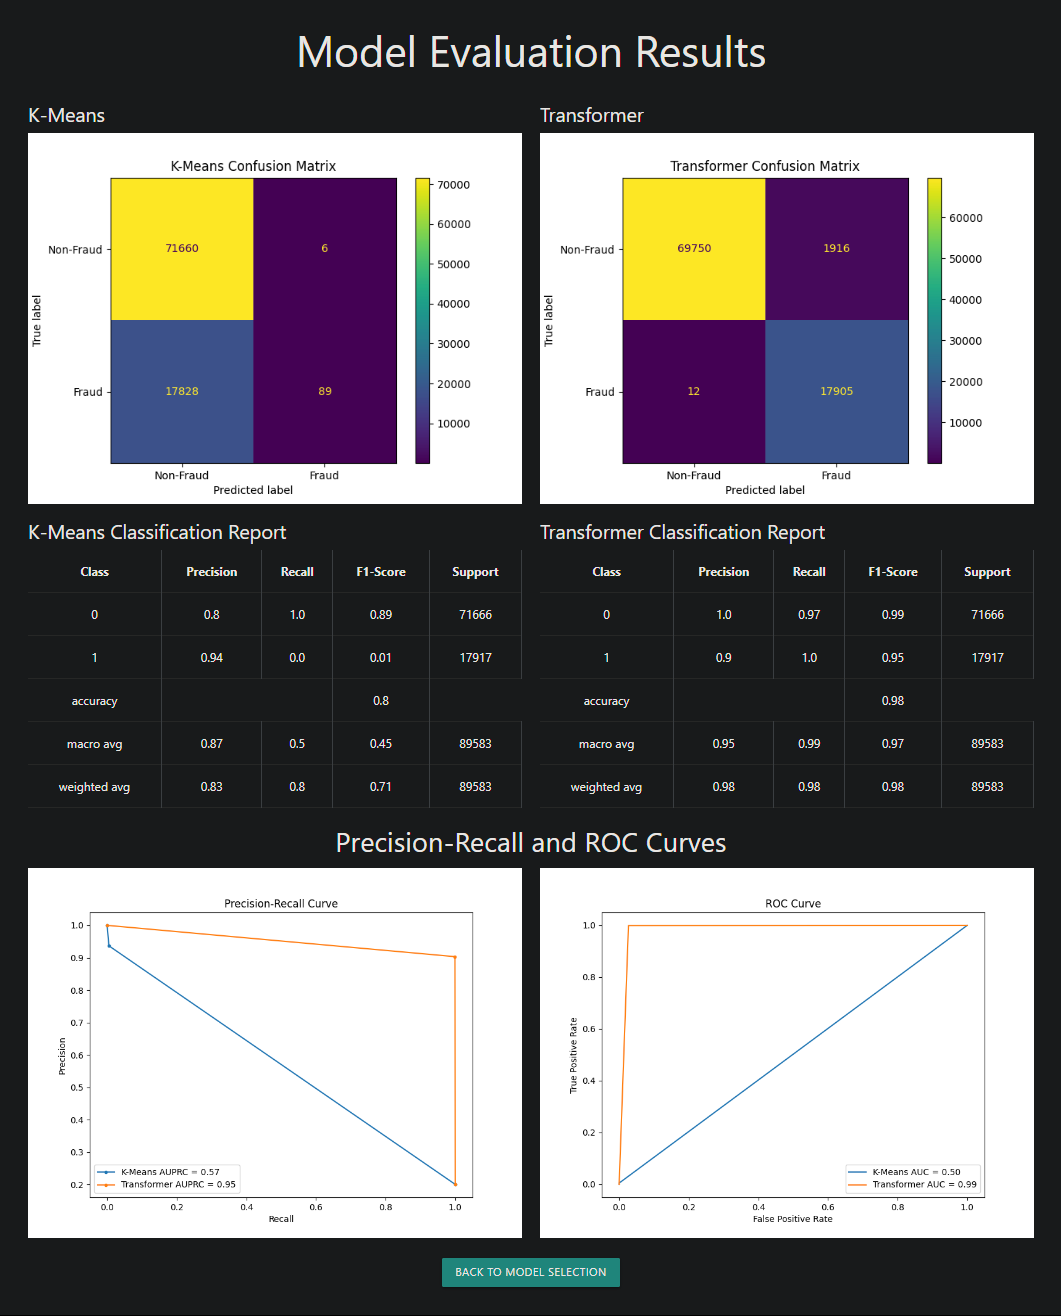 Model Evaluation Results
K-Means
K-Means Confusion Matrix
True label
Non-Fraud
Fraud
71660 6
17828 89
Non-Fraud Fraud
Predicted label
70000
60000
50000
40000
30000
20000
10000
Transformer
Transformer Confusion Matrix
True label
Non-Fraud
Fraud
69750 1916
12 17905
Non-Fraud Fraud
Predicted label
60000
50000
40000
30000
20000
10000
K-Means Classification Report
Class Precision Recall F1-Score Support
0 0.8 1.0 0.89 71666
1 0.94 0.0 0.01 17917
accuracy 0.8
macro avg 0.87 0.5 0.45 89583
weighted avg 0.83 0.8 0.71 89583
Transformer Classification Report
Class Precision Recall F1-Score Support
0 1.0 0.97 0.99 71666
1 0.9 1.0 0.95 17917
accuracy 0.98
macro avg 0.95 0.99 0.97 89583
weighted avg 0.98 0.98 0.98 89583
Precision-Recall and ROC Curves
Precision-Recall Curve
Precision
1.0
0.9
0.8
0.7
0.6
0.5
0.4
0.3
0.2
K-Means AUPRC = 0.57
Transformer AUPRC = 0.95
0.0 0.2 0.4 0.6 0.8 1.0
Recall
ROC Curve
True Positive Rate
1.0
0.8
0.6
0.4
0.2
0.0
K-Means AUC = 0.50
Transformer AUC = 0.99
0.0 0.2 0.4 0.6 0.8 1.0
False Positive Rate
BACK TO MODEL SELECTION